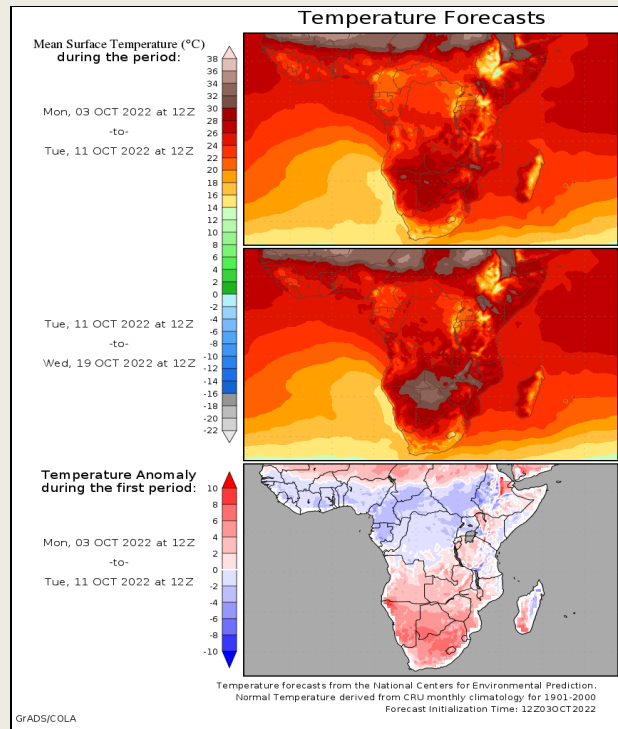 Temperature Forecasts
Mean Surface Temperature (°C)
during the period:
38
36
34
32
30
28
26
24
22
20
18
16
14
12
10
8
6
4
2
0
-2
-4
-6
-8
-10
-12
-14
-16
-18
-20
-22
Mon, 03 OCT 2022 at 12Z
-to-
Tue, 11 OCT 2022 at 12Z
Tue, 11 OCT 2022 at 12Z
-to-
Wed, 19 OCT 2022 at 12Z
Temperature Anomaly
during the first period:
10
8
6
4
2
0
-2
-4
-6
-8
-10
Mon, 03 OCT 2022 at 12Z
-to-
Tue, 11 OCT 2022 at 12Z
Temperature forecasts from the National Centers for Environmental Prediction.
Normal Temperature derived from CRU monthly climatology for 1901-2000
Forecast Initialization Time: 12Z03OCT2022
GrADS/COLA